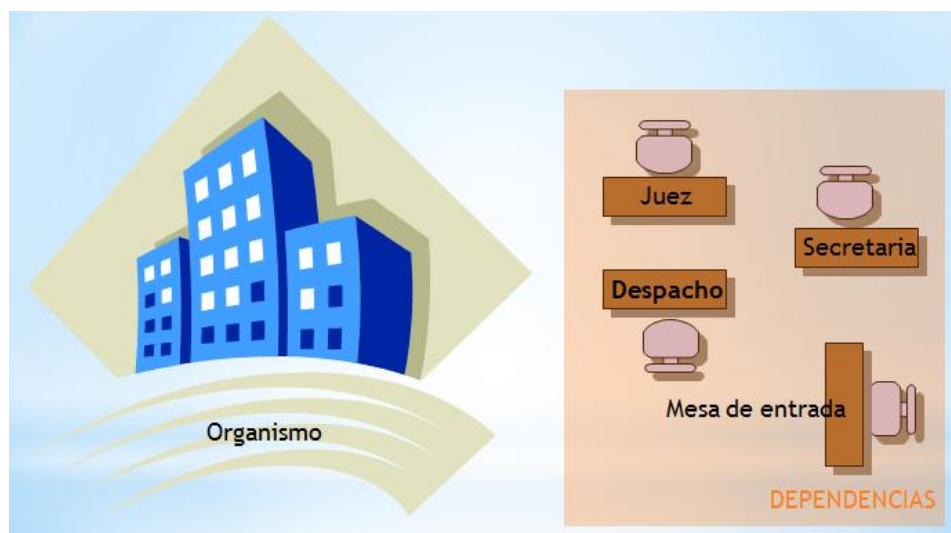 Organismo
Juez
Secretaria
Despacho
Mesa de entrada
DEPENDENCIAS